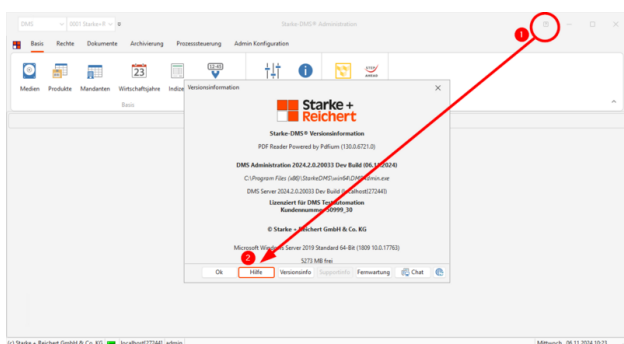 DMS 0001 Starke+R Starke-DMS® Administration
1
Basis Rechte Dokumente Archivierung Prozesssteuerung Admin Konfiguration
12:45
23
Medien Produkte Mandanten Wirtschaftsjahre
Basis
Versionsinformation
Starke +
Reichert
Starke-DMS® Versionsinformation
PDF Reader Powered by Pdfium (130.0.6721.0)
DMS Administration 2024.2.0.20033 Dev Build (06.11.2024)
C:\Program Files (x86)\StarkeDMS\win64\DMSAdmin.exe
DMS Server 2024.2.0.20033 Dev Build (localhost[27244])
Lizenziert für DMS Testautomation
Kundennummer 50999_30
© Starke + Reichert GmbH & Co. KG
Microsoft Windows Server 2019 Standard 64-Bit (1809 10.0.17763)
5273 MB frei
2
Ok Hilfe Versionsinfo Supportinfo Fernwartung Chat
(c) Starke + Reichert GmbH & Co. KG localhost[27244] admin Mittwoch, 06.11.2024 10:23